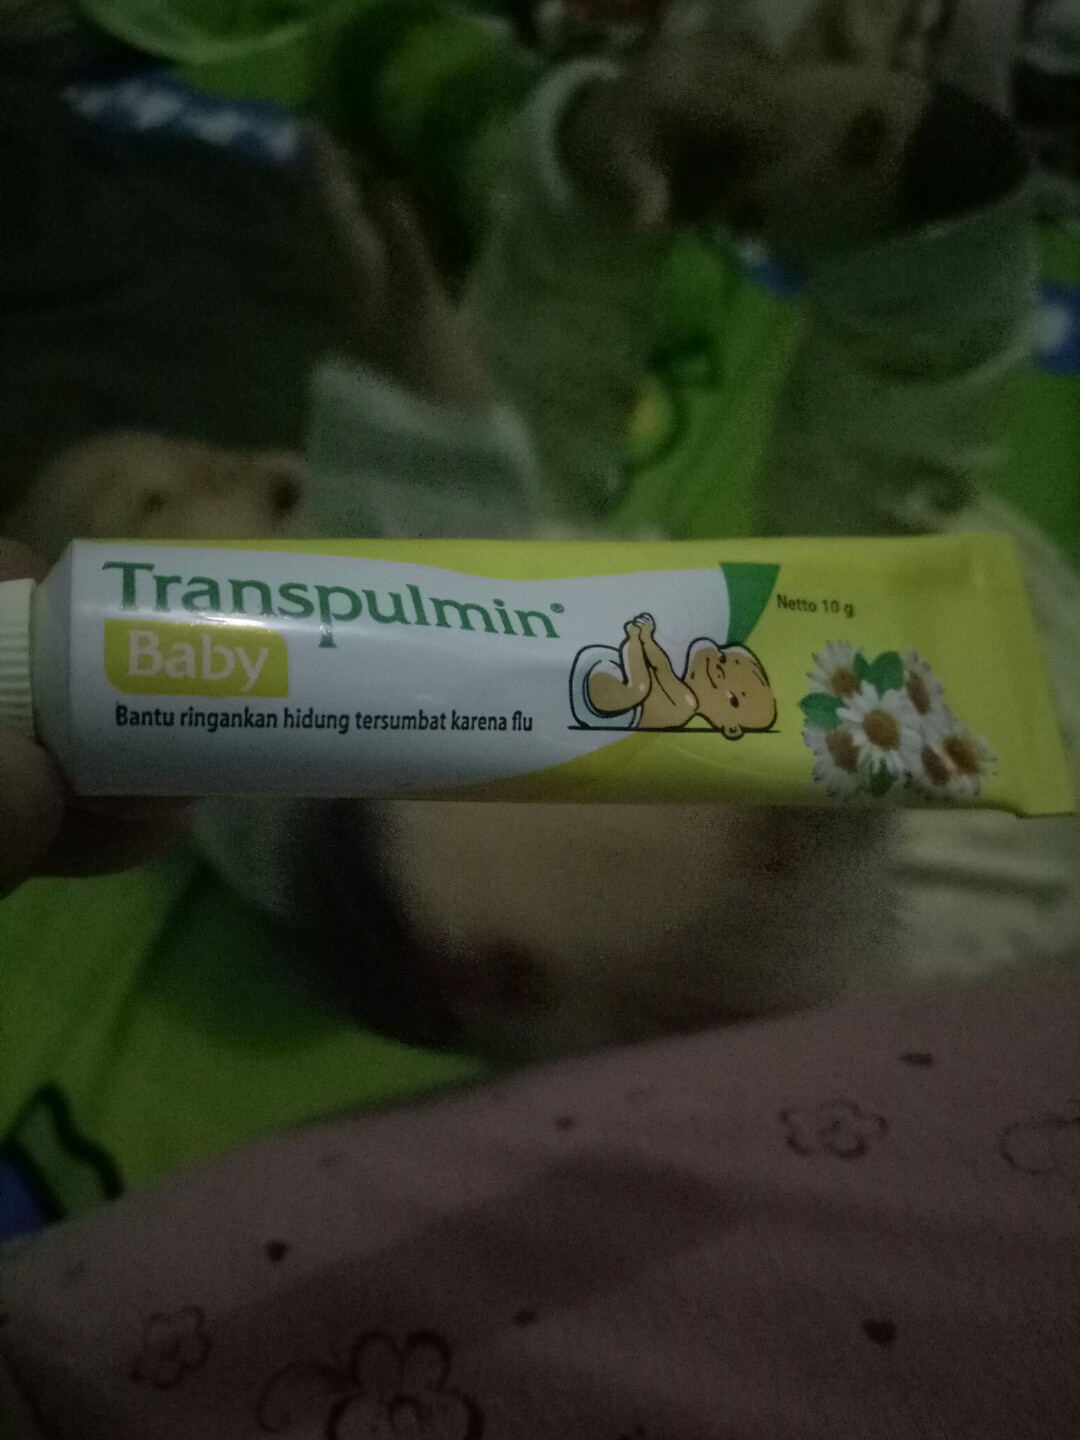 Transpulmin®
Baby
Bantu ringankan hidung tersumbat karena flu
Netto 10 g